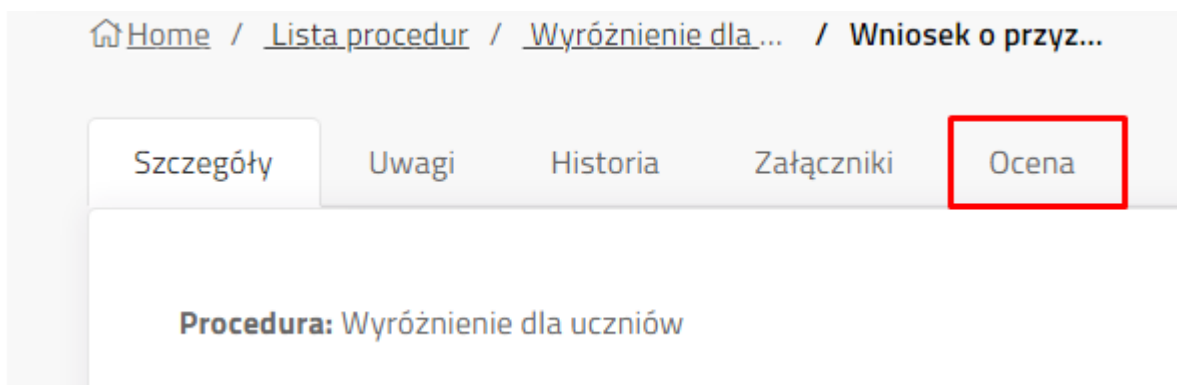 Home / Lista procedur / Wyróżnienie dla ... / Wniosek o przyz...
Szczegóły Uwagi Historia Załączniki Ocena
Procedura: Wyróżnienie dla uczniów